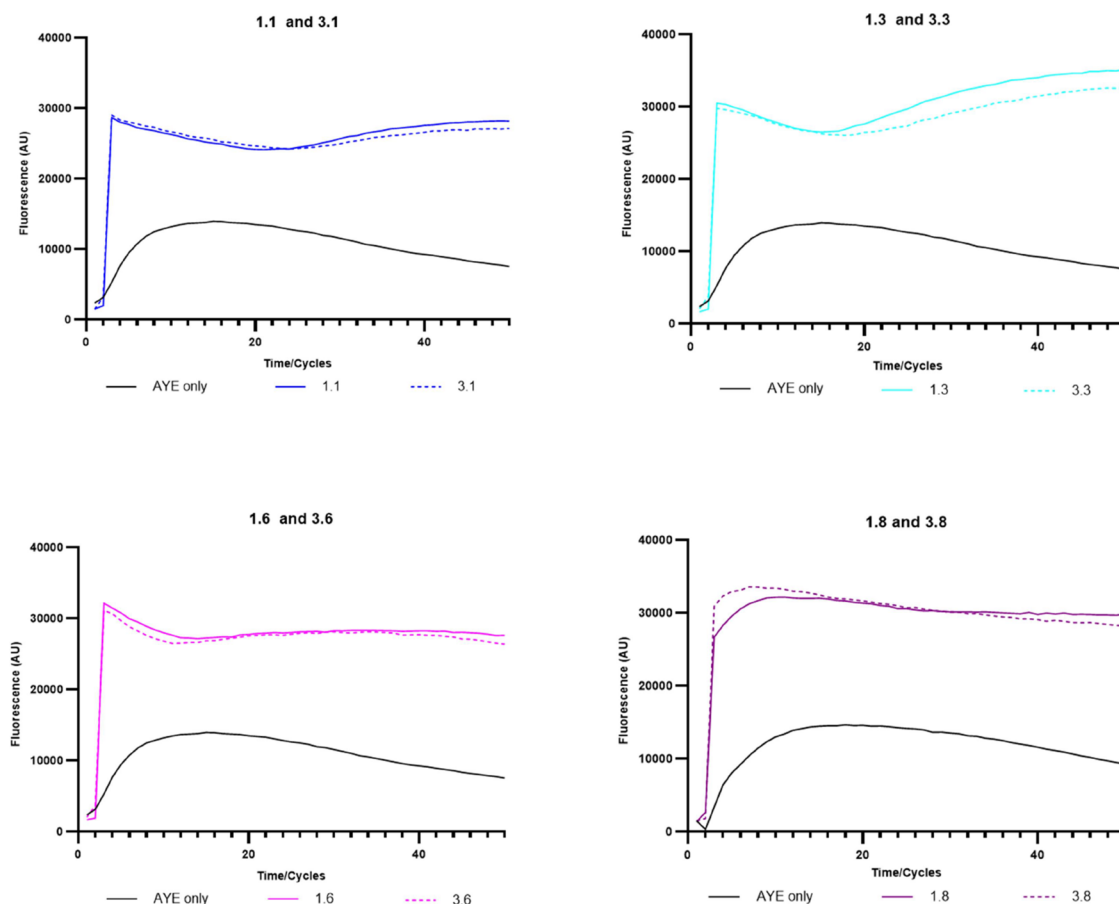 1.1 and 3.1
40000
30000
20000
10000
0
Fluorescence (AU)
0
20
40
Time/Cycles
AYE only
1.1
3.1
1.3 and 3.3
40000
30000
20000
10000
0
Fluorescence (AU)
0
20
40
Time/Cycles
AYE only
1.3
3.3
1.6 and 3.6
40000
30000
20000
10000
0
Fluorescence (AU)
0
20
40
Time/Cycles
AYE only
1.6
3.6
1.8 and 3.8
40000
30000
20000
10000
0
Fluorescence (AU)
0
20
40
Time/Cycles
AYE only
1.8
3.8